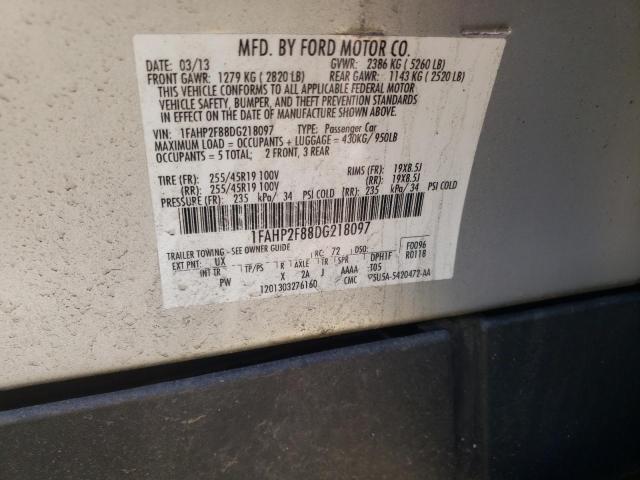 MFD. BY FORD MOTOR CO.
DATE: 03/13 GVWR: 2386 KG ( 5260 LB)
FRONT GAWR: 1279 KG ( 2820 LB) REAR GAWR: 1143 KG ( 2520 LB)
THIS VEHICLE CONFORMS TO ALL APPLICABLE FEDERAL MOTOR
VEHICLE SAFETY, BUMPER, AND THEFT PREVENTION STANDARDS
IN EFFECT ON THE DATE OF MANUFACTURE SHOWN ABOVE.
VIN: 1FAHP2F88DG218097 TYPE: Passenger Car
MAXIMUM LOAD = OCCUPANTS + LUGGAGE = 430KG/ 950LB
OCCUPANTS = 5 TOTAL; 2 FRONT, 3 REAR
TIRE (FR): 255/45R19 100V RIMS (FR): 19X8.5J
(RR): 255/45R19 100V (RR): 19X8.5J
PRESSURE (FR): 235 kPa/ 34 PSI COLD (RR): 235 kPa/ 34 PSI COLD
1FAHP2F88DG218097
TRAILER TOWING - SEE OWNER GUIDE RC: 72 DSO: F0096
EXT PNT: UX DPH1F R0118
INT TR TP/PS R AXLE TR SPR T05
PW X 2A J AAAA
1201303276160 CMC